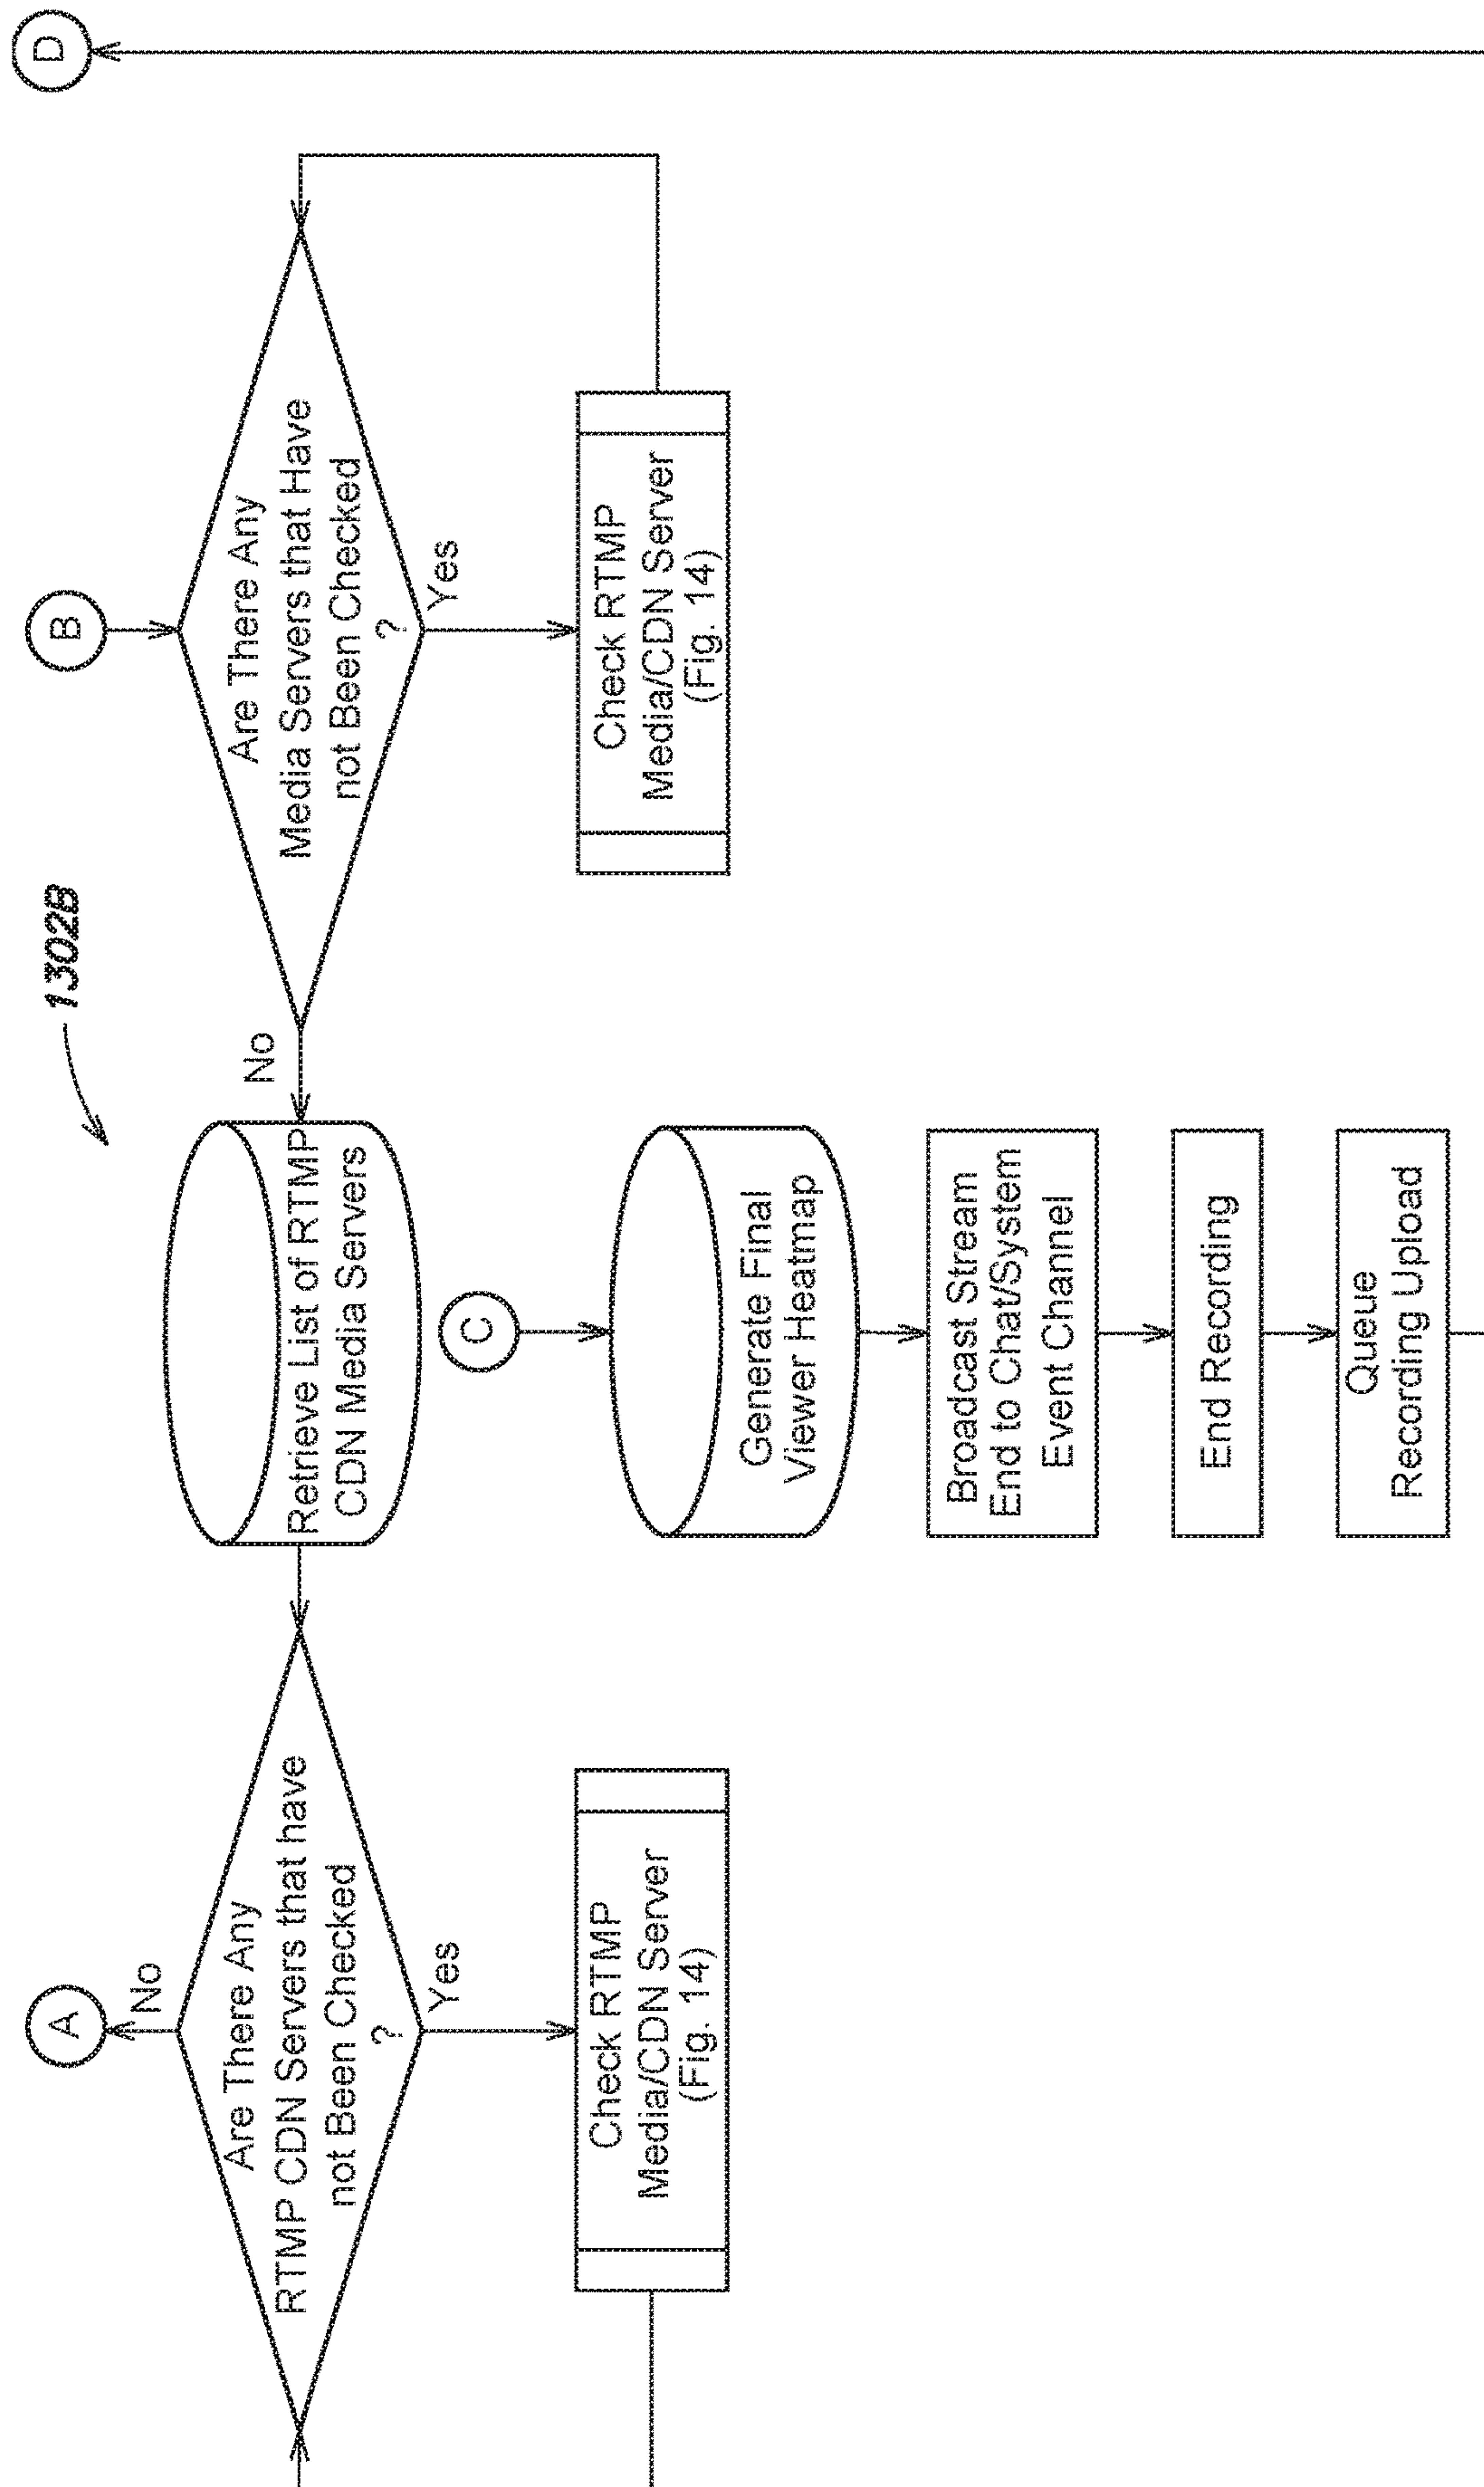 1302B
A
No
Are There Any
RTMP CDN Servers that have
not Been Checked
?
Yes
Check RTMP
Media/CDN Server
(Fig. 14)
Retrieve List of RTMP
CDN Media Servers
No
B
Are There Any
Media Servers that Have
not Been Checked
?
Yes
Check RTMP
Media/CDN Server
(Fig. 14)
C
Generate Final
Viewer Heatmap
Broadcast Stream
End to Chat/System
Event Channel
End Recording
Queue
Recording Upload
D